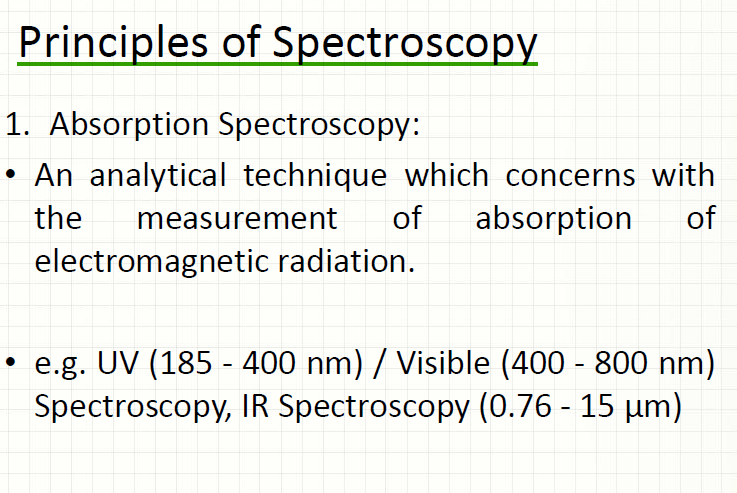 Principles of Spectroscopy
1. Absorption Spectroscopy:
• An analytical technique which concerns with
the measurement of absorption of
electromagnetic radiation.
• e.g. UV (185 - 400 nm) / Visible (400 - 800 nm)
Spectroscopy, IR Spectroscopy (0.76 - 15 μm)